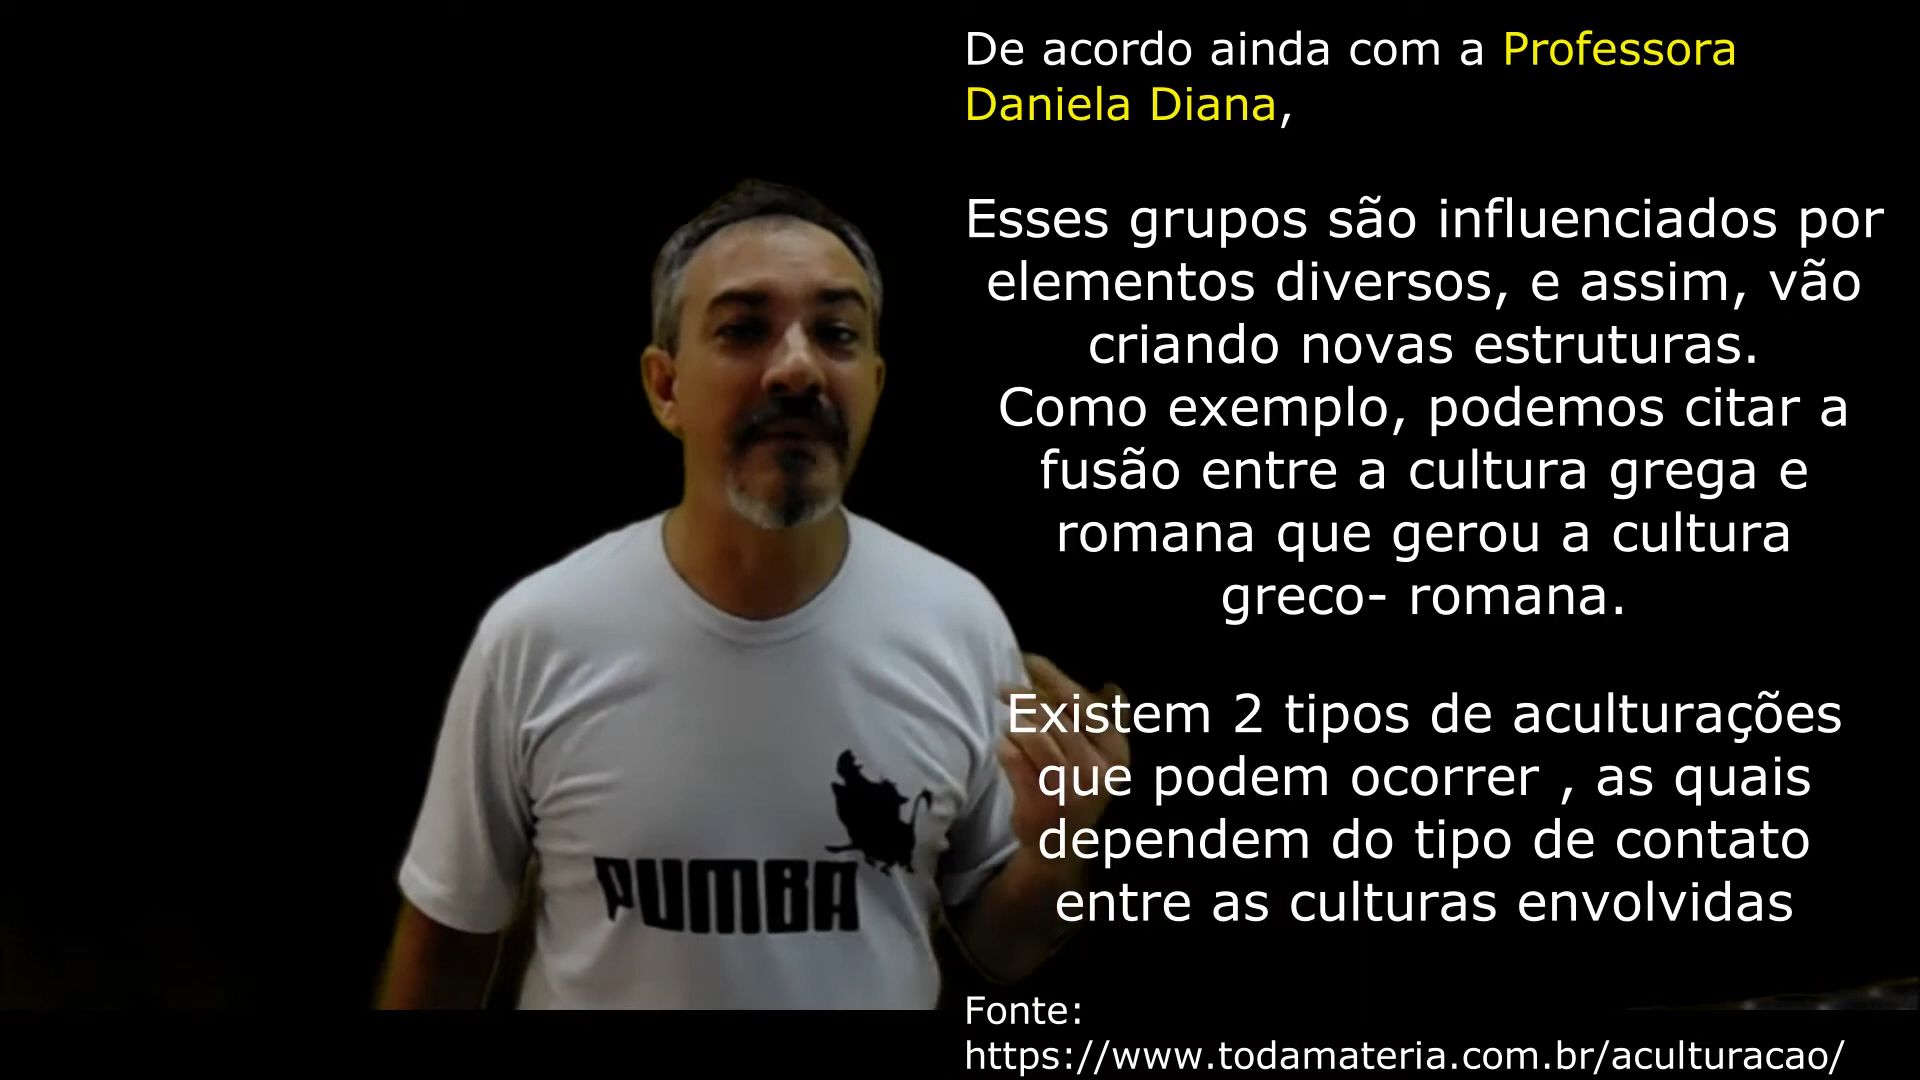 De acordo ainda com a Professora
Daniela Diana,
Esses grupos são influenciados por
elementos diversos, e assim, vão
criando novas estruturas.
Como exemplo, podemos citar a
fusão entre a cultura grega e
romana que gerou a cultura
greco- romana.
Existem 2 tipos de aculturações
que podem ocorrer , as quais
dependem do tipo de contato
entre as culturas envolvidas
PUMBA
Fonte:
https://www.todamateria.com.br/aculturacao/